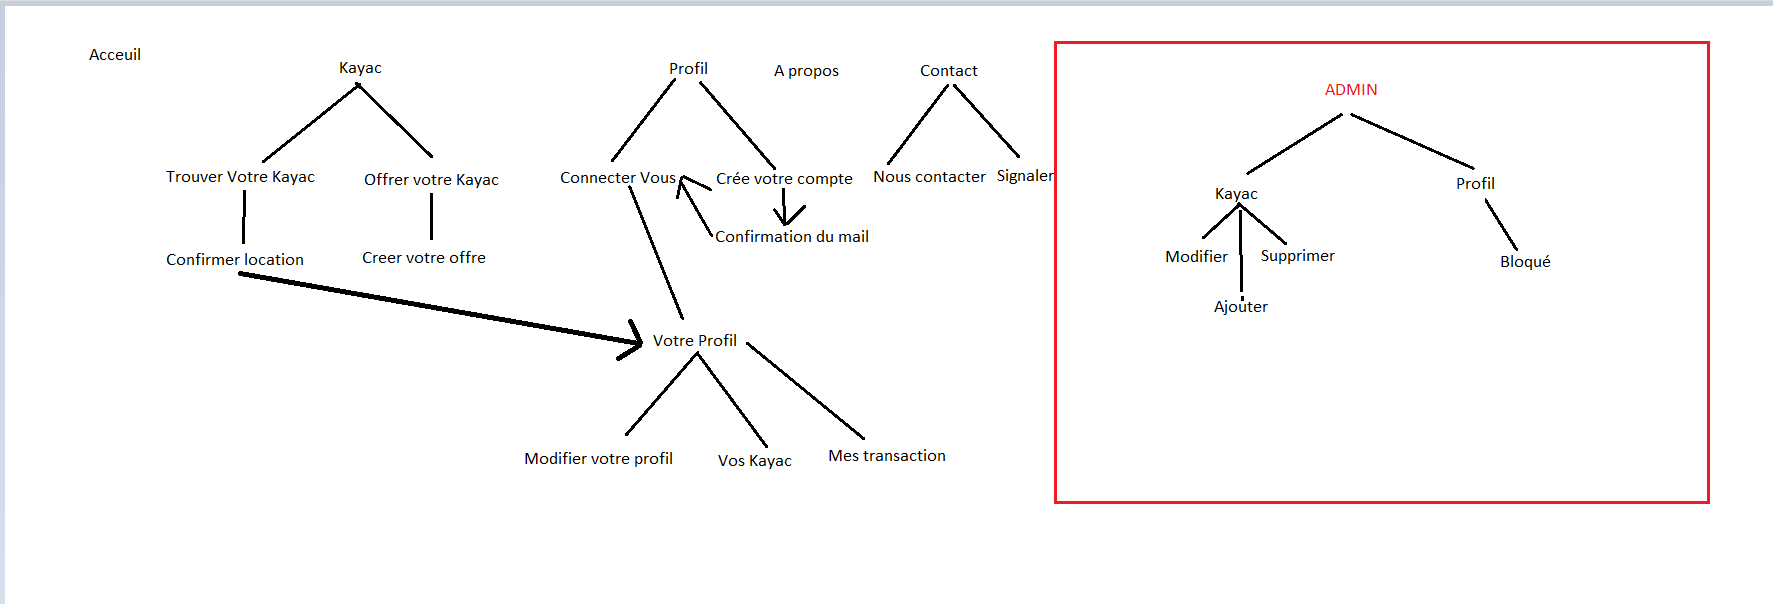 Acceuil
Kayac
Profil
A propos
Contact
ADMIN
Trouver Votre Kayac
Offrer votre Kayac
Connecter Vous
Crée votre compte
Nous contacter
Signaler
Kayac
Profil
Confirmer location
Creer votre offre
Confirmation du mail
Modifier
Supprimer
Bloqué
Ajouter
Votre Profil
Modifier votre profil
Vos Kayac
Mes transaction